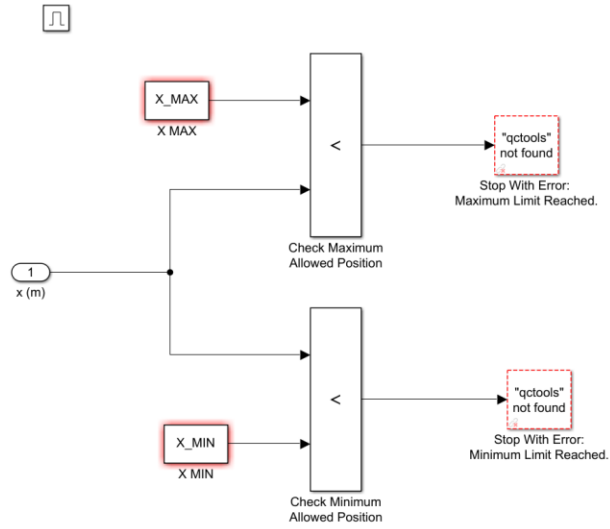 X_MAX
X MAX
<
"qctools"
not found
Stop With Error:
Maximum Limit Reached.
Check Maximum
Allowed Position
1
x (m)
<
"qctools"
not found
Stop With Error:
Minimum Limit Reached.
X_MIN
X MIN
Check Minimum
Allowed Position